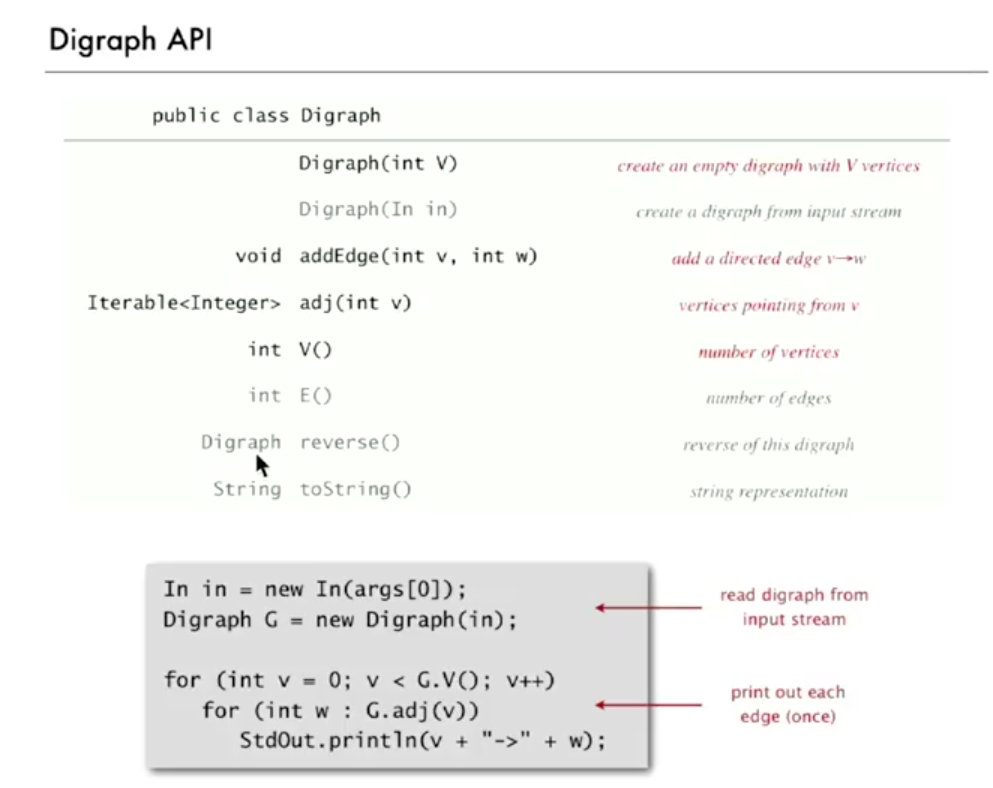 Digraph API
public class Digraph
Digraph(int V) create an empty digraph with V vertices
Digraph(In in) create a digraph from input stream
void addEdge(int v, int w) add a directed edge v→w
Iterable<Integer> adj(int v) vertices pointing from v
int V() number of vertices
int E() number of edges
Digraph reverse() reverse of this digraph
String toString() string representation
In in = new In(args[0]);
Digraph G = new Digraph(in);
read digraph from
input stream
for (int v = 0; v < G.V(); v++)
for (int w : G.adj(v))
StdOut.println(v + "->" + w);
print out each
edge (once)